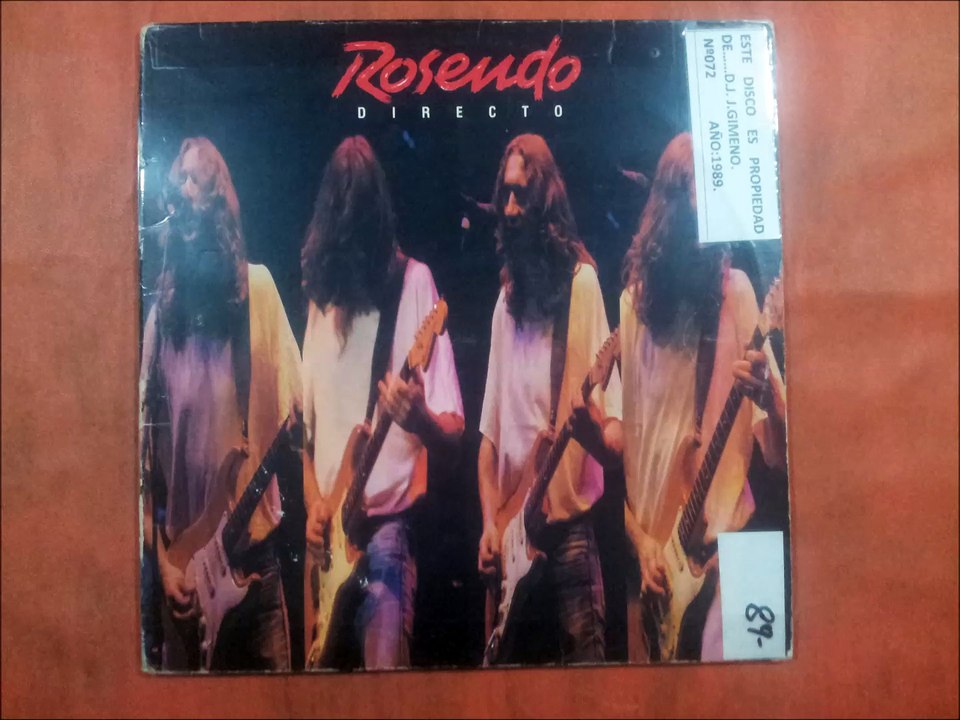 Rosendo
DIRECTO
ESTE DISCO ES PROPIEDAD
DE......D.J. J.GIMENO.
Nº072 AÑO:1989.
89-